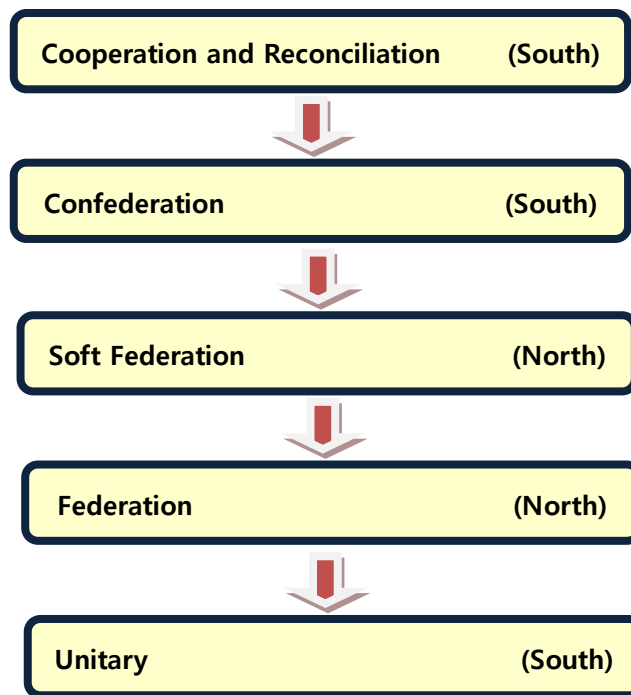 Cooperation and Reconciliation (South)
Confederation (South)
Soft Federation (North)
Federation (North)
Unitary (South)